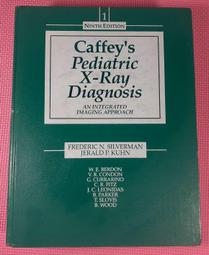 1
NINTH EDITION
Caffey's
Pediatric
X-Ray
Diagnosis
AN INTEGRATED
IMAGING APPROACH
FREDERIC N. SILVERMAN
JERALD P. KUHN
W. E. BERDON
V. R. CONDON
G. CURRARINO
C. R. FITZ
J. C. LEONIDAS
B. PARKER
T. SLOVIS
B. WOOD